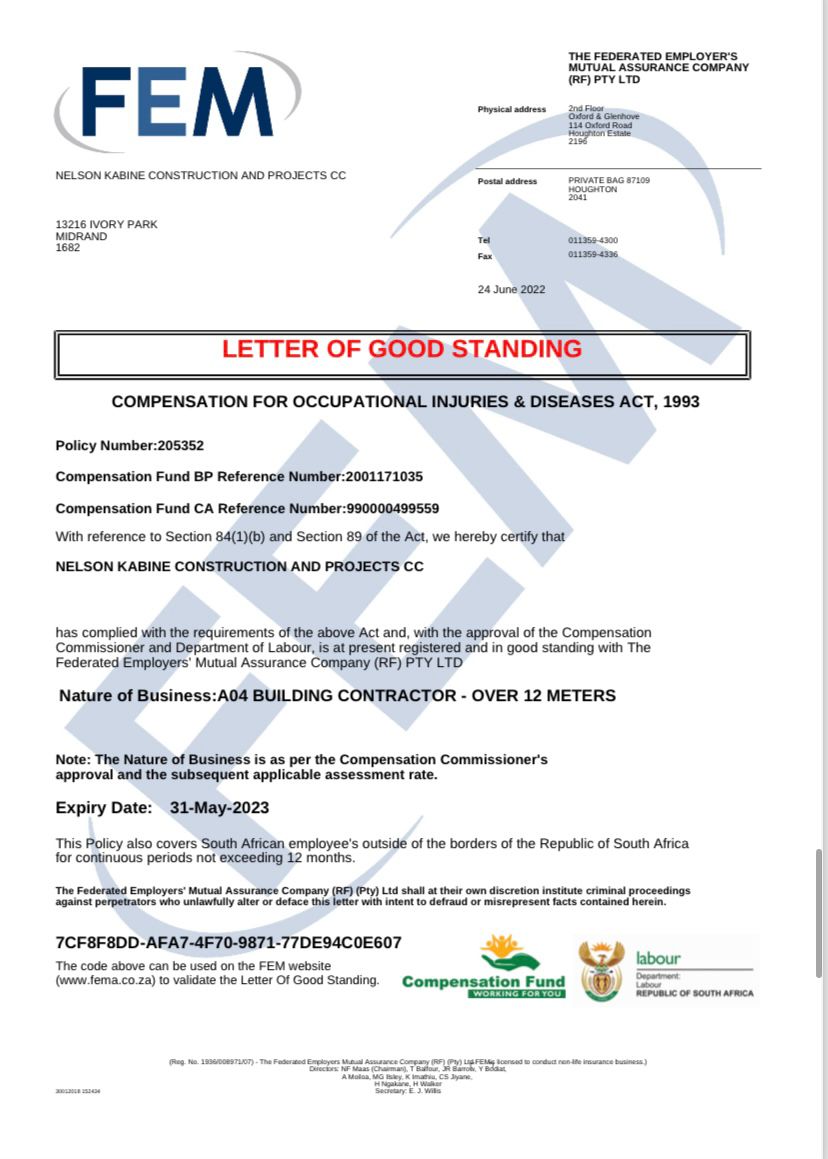 FEM
THE FEDERATED EMPLOYER'S
MUTUAL ASSURANCE COMPANY
(RF) PTY LTD
Physical address
2nd Floor
Oxford & Glenhove
114 Oxford Road
Houghton Estate
2196
NELSON KABINE CONSTRUCTION AND PROJECTS CC
Postal address
PRIVATE BAG 87109
HOUGHTON
2041
13216 IVORY PARK
MIDRAND
1682
Tel 011359-4300
Fax 011359-4336
24 June 2022
LETTER OF GOOD STANDING
COMPENSATION FOR OCCUPATIONAL INJURIES & DISEASES ACT, 1993
Policy Number:205352
Compensation Fund BP Reference Number:2001171035
Compensation Fund CA Reference Number:990000499559
With reference to Section 84(1)(b) and Section 89 of the Act, we hereby certify that
NELSON KABINE CONSTRUCTION AND PROJECTS CC
has complied with the requirements of the above Act and, with the approval of the Compensation
Commissioner and Department of Labour, is at present registered and in good standing with The
Federated Employers' Mutual Assurance Company (RF) PTY LTD
Nature of Business:A04 BUILDING CONTRACTOR - OVER 12 METERS
Note: The Nature of Business is as per the Compensation Commissioner's
approval and the subsequent applicable assessment rate.
Expiry Date: 31-May-2023
This Policy also covers South African employee's outside of the borders of the Republic of South Africa
for continuous periods not exceeding 12 months.
The Federated Employers' Mutual Assurance Company (RF) (Pty) Ltd shall at their own discretion institute criminal proceedings
against perpetrators who unlawfully alter or deface this letter with intent to defraud or misrepresent facts contained herein.
7CF8F8DD-AFA7-4F70-9871-77DE94C0E607
The code above can be used on the FEM website
(www.fema.co.za) to validate the Letter Of Good Standing.
Compensation Fund
WORKING FOR YOU
labour
Department:
Labour
REPUBLIC OF SOUTH AFRICA
(Reg. No. 1936/008971/07) - The Federated Employers Mutual Assurance Company (RF) (Pty) Ltd FEM is licensed to conduct non-life insurance business.)
Directors: NF Maas (Chairman), T Balfour, JR Barrow, Y Bodiat,
A Moiloa, MG Ilsley, K Imathiu, CS Jiyane,
H Ngakane, H Walker
Secretary: E. J. Willis